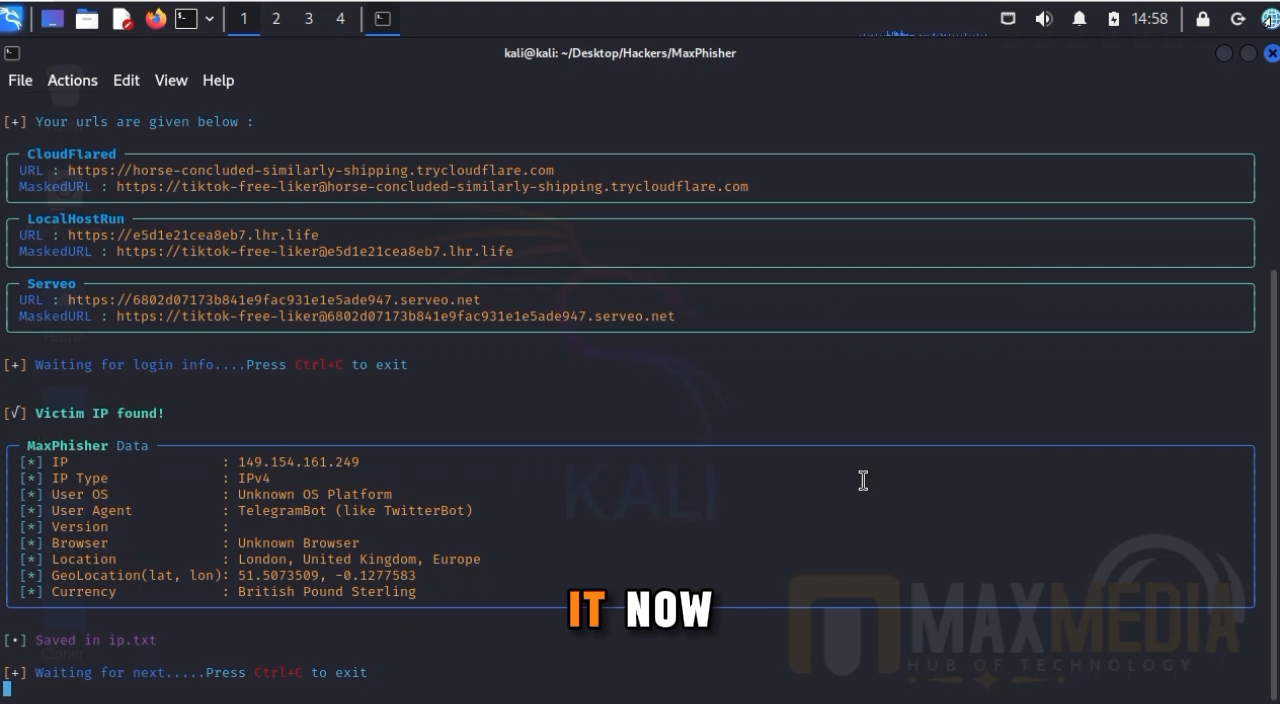 1 2 3 4
14:58
kali@kali: ~/Desktop/Hackers/MaxPhisher
File Actions Edit View Help
[+] Your urls are given below :
CloudFlared
URL : https://horse-concluded-similarly-shipping.trycloudflare.com
MaskedURL : https://tiktok-free-liker@horse-concluded-similarly-shipping.trycloudflare.com
LocalHostRun
URL : https://e5d1e21cea8eb7.lhr.life
MaskedURL : https://tiktok-free-liker@e5d1e21cea8eb7.lhr.life
Serveo
URL : https://6802d07173b841e9fac931e1e5ade947.serveo.net
MaskedURL : https://tiktok-free-liker@6802d07173b841e9fac931e1e5ade947.serveo.net
Home
[+] Waiting for login info....Press Ctrl+C to exit
[√] Victim IP found!
MaxPhisher Data
[*] IP : 149.154.161.249
[*] IP Type : IPv4
[*] User OS : Unknown OS Platform
[*] User Agent : TelegramBot (like TwitterBot)
[*] Version :
[*] Browser : Unknown Browser
[*] Location : London, United Kingdom, Europe
[*] GeoLocation(lat, lon): 51.5073509, -0.1277583
[*] Currency : British Pound Sterling
KALI
IT NOW
MAXMEDIA
HUB OF TECHNOLOGY
[•] Saved in ip.txt
[+] Waiting for next.....Press Ctrl+C to exit